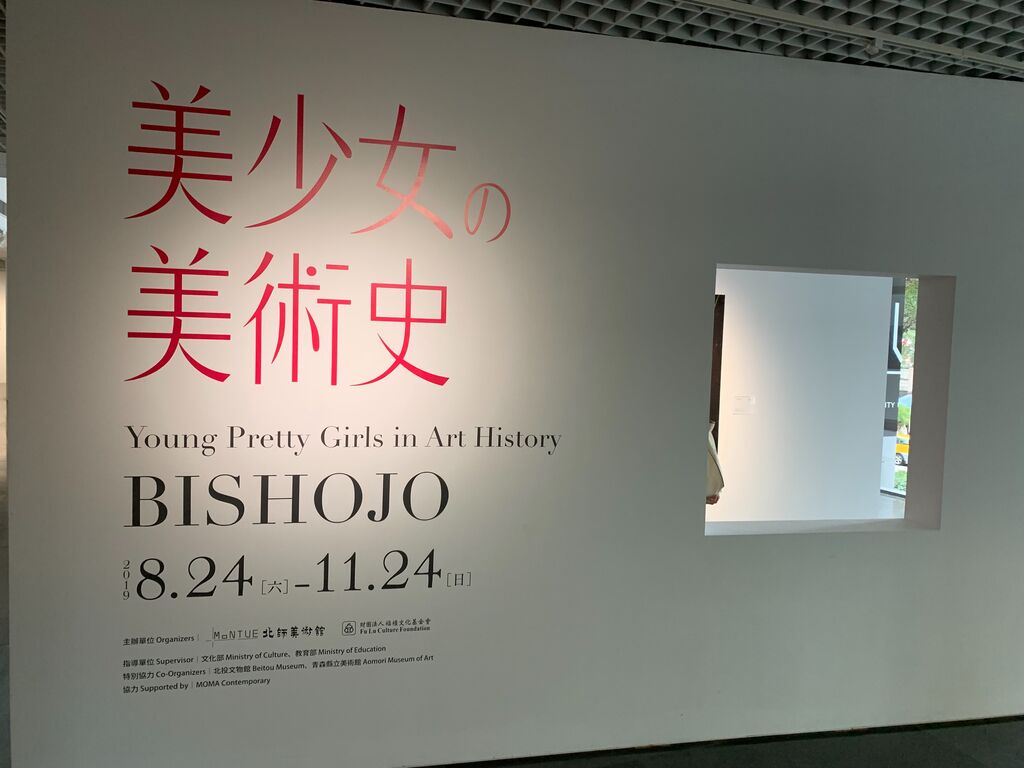 美少女の
美術史
Young Pretty Girls in Art History
BISHOJO
2019 8.24[六]-11.24[日]
主辦單位 Organizers｜ MoNTUE 北師美術館 財團法人福祿文化基金會 Fu Lu Culture Foundation
指導單位 Supervisor｜文化部 Ministry of Culture、教育部 Ministry of Education
特別協力 Co-Organizers｜北投文物館 Beitou Museum、青森縣立美術館 Aomori Museum of Art
協力 Supported by｜MOMA Contemporary